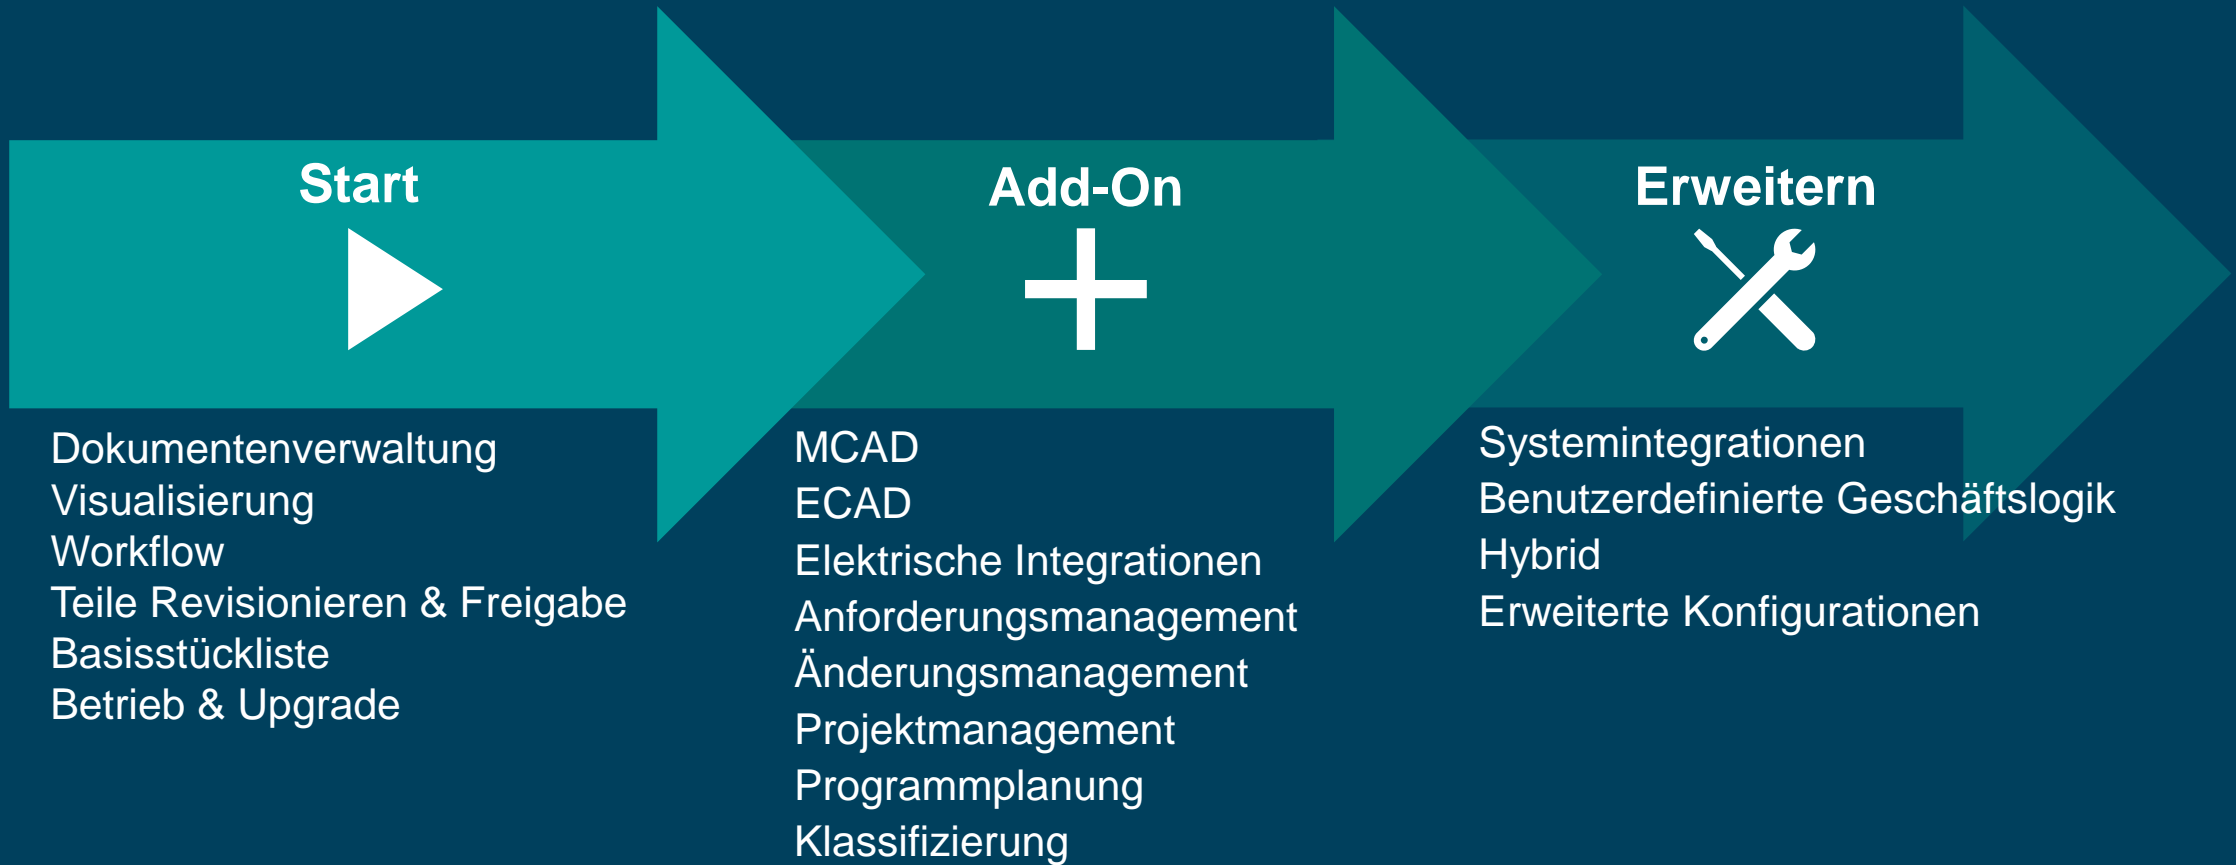 Start
Dokumentenverwaltung
Visualisierung
Workflow
Teile Revisionieren & Freigabe
Basisstückliste
Betrieb & Upgrade
Add-On
MCAD
ECAD
Elektrische Integrationen
Anforderungsmanagement
Änderungsmanagement
Projektmanagement
Programmplanung
Klassifizierung
Erweitern
Systemintegrationen
Benutzerdefinierte Geschäftslogik
Hybrid
Erweiterte Konfigurationen